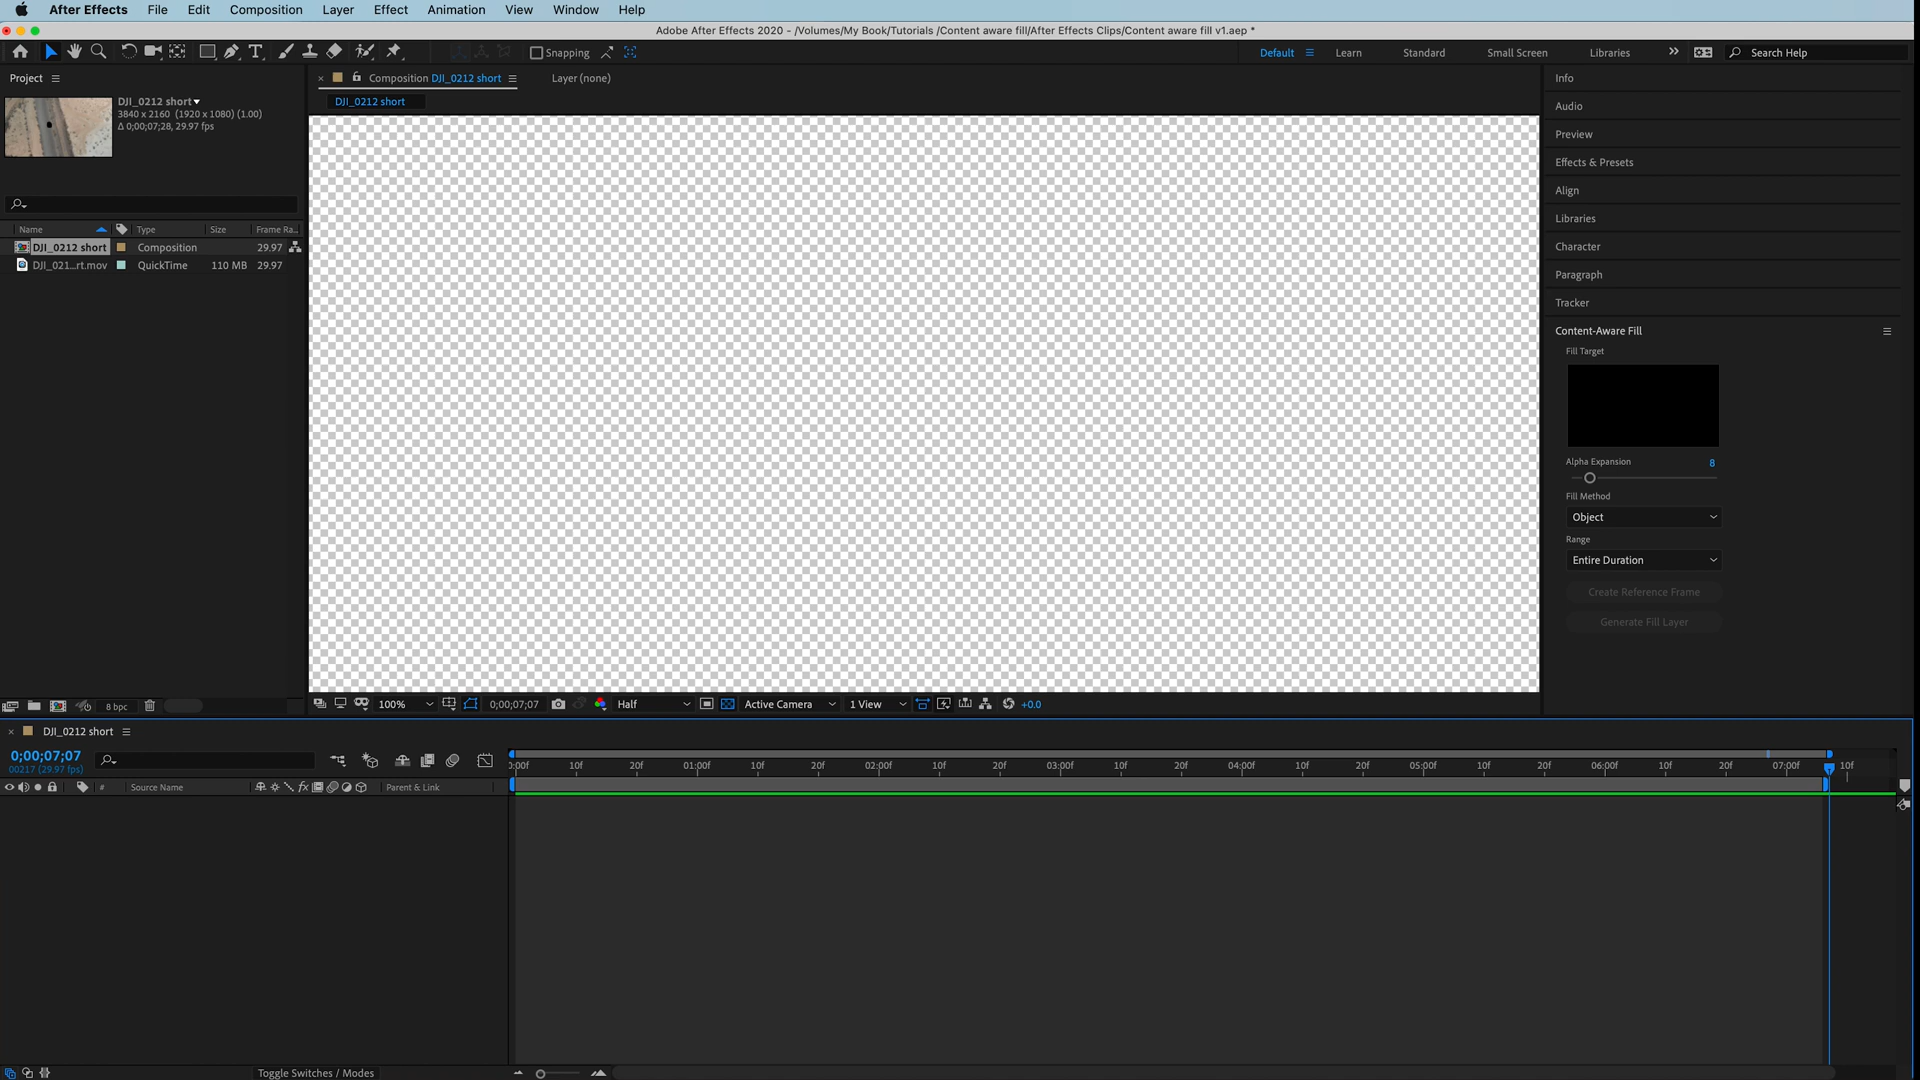 After Effects File Edit Composition Layer Effect Animation View Window Help
Adobe After Effects 2020 - /Volumes/My Book/Tutorials /Content aware fill/After Effects Clips/Content aware fill v1.aep *
Snapping
Default Learn Standard Small Screen Libraries Search Help
Project
DJI_0212 short
3840 x 2160 (1920 x 1080) (1.00)
Δ 0;00;07;28, 29.97 fps
Name Type Size Frame Ra..
DJI_0212 short Composition 29.97
DJI_021...rt.mov QuickTime 110 MB 29.97
8 bpc
Composition DJI_0212 short
Layer (none)
DJI_0212 short
100% 0;00;07;07 Half Active Camera 1 View +0.0
Info
Audio
Preview
Effects & Presets
Align
Libraries
Character
Paragraph
Tracker
Content-Aware Fill
Fill Target
Alpha Expansion 8
Fill Method
Object
Range
Entire Duration
Create Reference Frame
Generate Fill Layer
DJI_0212 short
0;00;07;07
00217 (29.97 fps)
# Source Name fx Parent & Link
0:00f 10f 20f 01:00f 10f 20f 02:00f 10f 20f 03:00f 10f 20f 04:00f 10f 20f 05:00f 10f 20f 06:00f 10f 20f 07:00f 10f
Toggle Switches / Modes